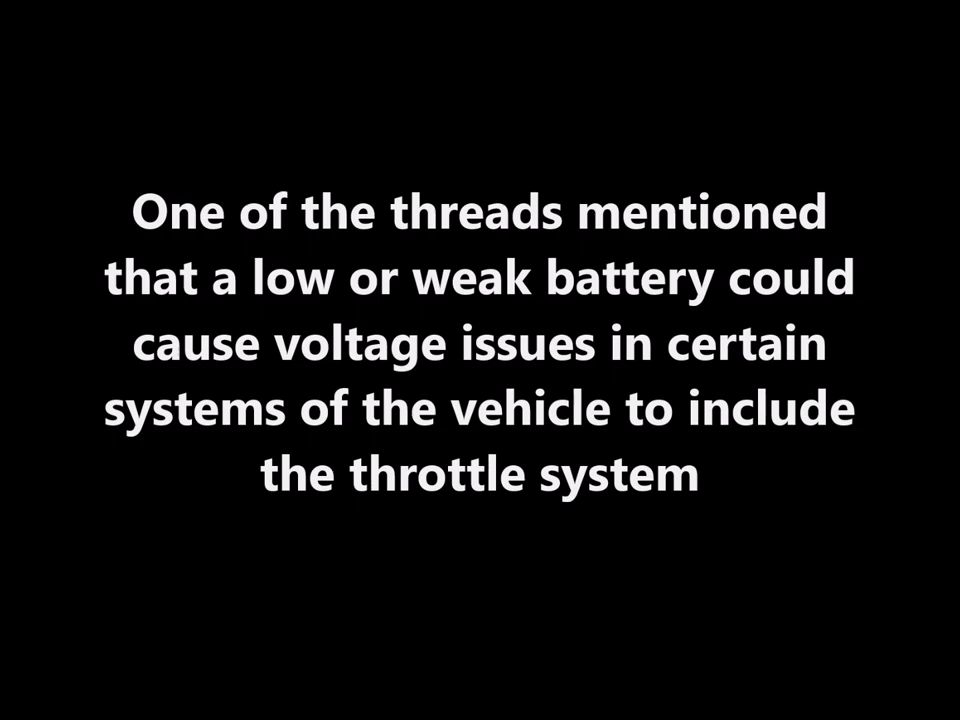 One of the threads mentioned
that a low or weak battery could
cause voltage issues in certain
systems of the vehicle to include
the throttle system